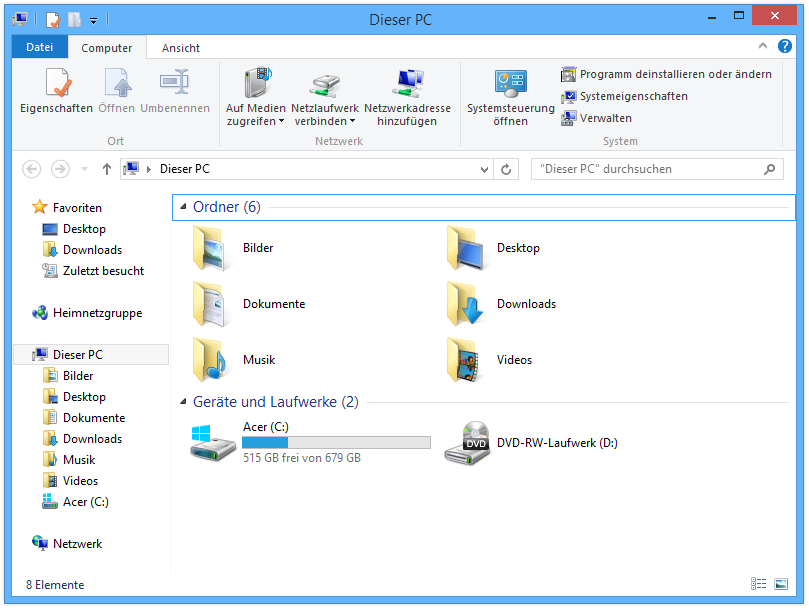 Dieser PC
Datei
Computer
Ansicht
Eigenschaften
Öffnen
Umbenennen
Auf Medien
zugreifen
Netzlaufwerk
verbinden
Netzwerkadresse
hinzufügen
Systemsteuerung
öffnen
Programm deinstallieren oder ändern
Systemeigenschaften
Verwalten
Ort
Netzwerk
System
Dieser PC
"Dieser PC" durchsuchen
Favoriten
Desktop
Downloads
Zuletzt besucht
Heimnetzgruppe
Dieser PC
Bilder
Desktop
Dokumente
Downloads
Musik
Videos
Acer (C:)
Netzwerk
Ordner (6)
Bilder
Desktop
Dokumente
Downloads
Musik
Videos
Geräte und Laufwerke (2)
Acer (C:)
515 GB frei von 679 GB
DVD
DVD-RW-Laufwerk (D:)
8 Elemente